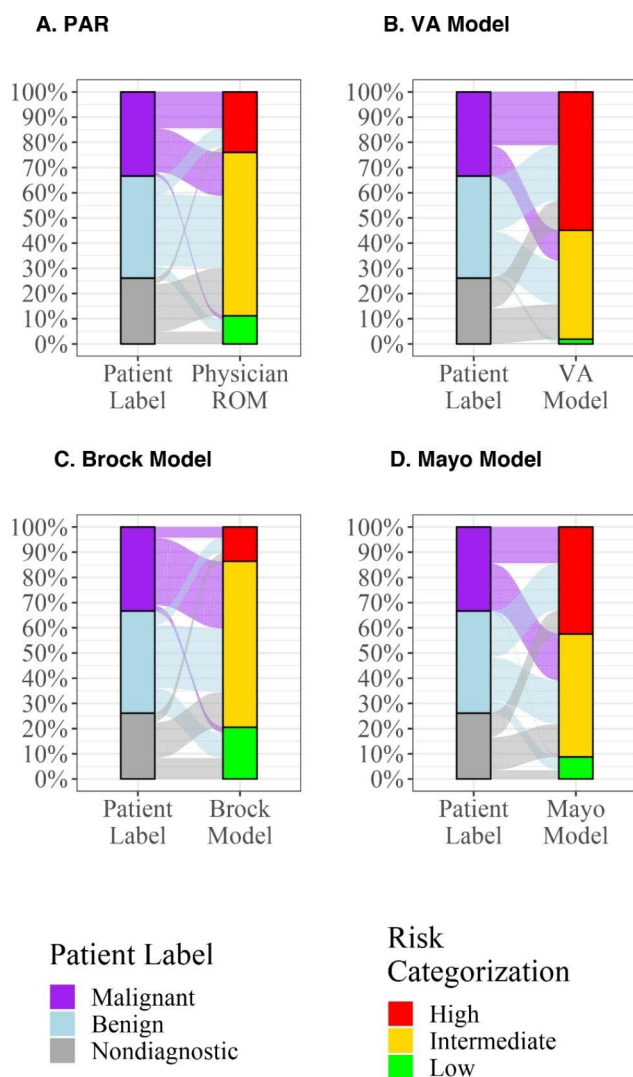 A. PAR
100%
90%
80%
70%
60%
50%
40%
30%
20%
10%
0%
Patient
Label
Physician
ROM
B. VA Model
100%
90%
80%
70%
60%
50%
40%
30%
20%
10%
0%
Patient
Label
VA
Model
C. Brock Model
100%
90%
80%
70%
60%
50%
40%
30%
20%
10%
0%
Patient
Label
Brock
Model
D. Mayo Model
100%
90%
80%
70%
60%
50%
40%
30%
20%
10%
0%
Patient
Label
Mayo
Model
Patient Label
Malignant
Benign
Nondiagnostic
Risk
Categorization
High
Intermediate
Low